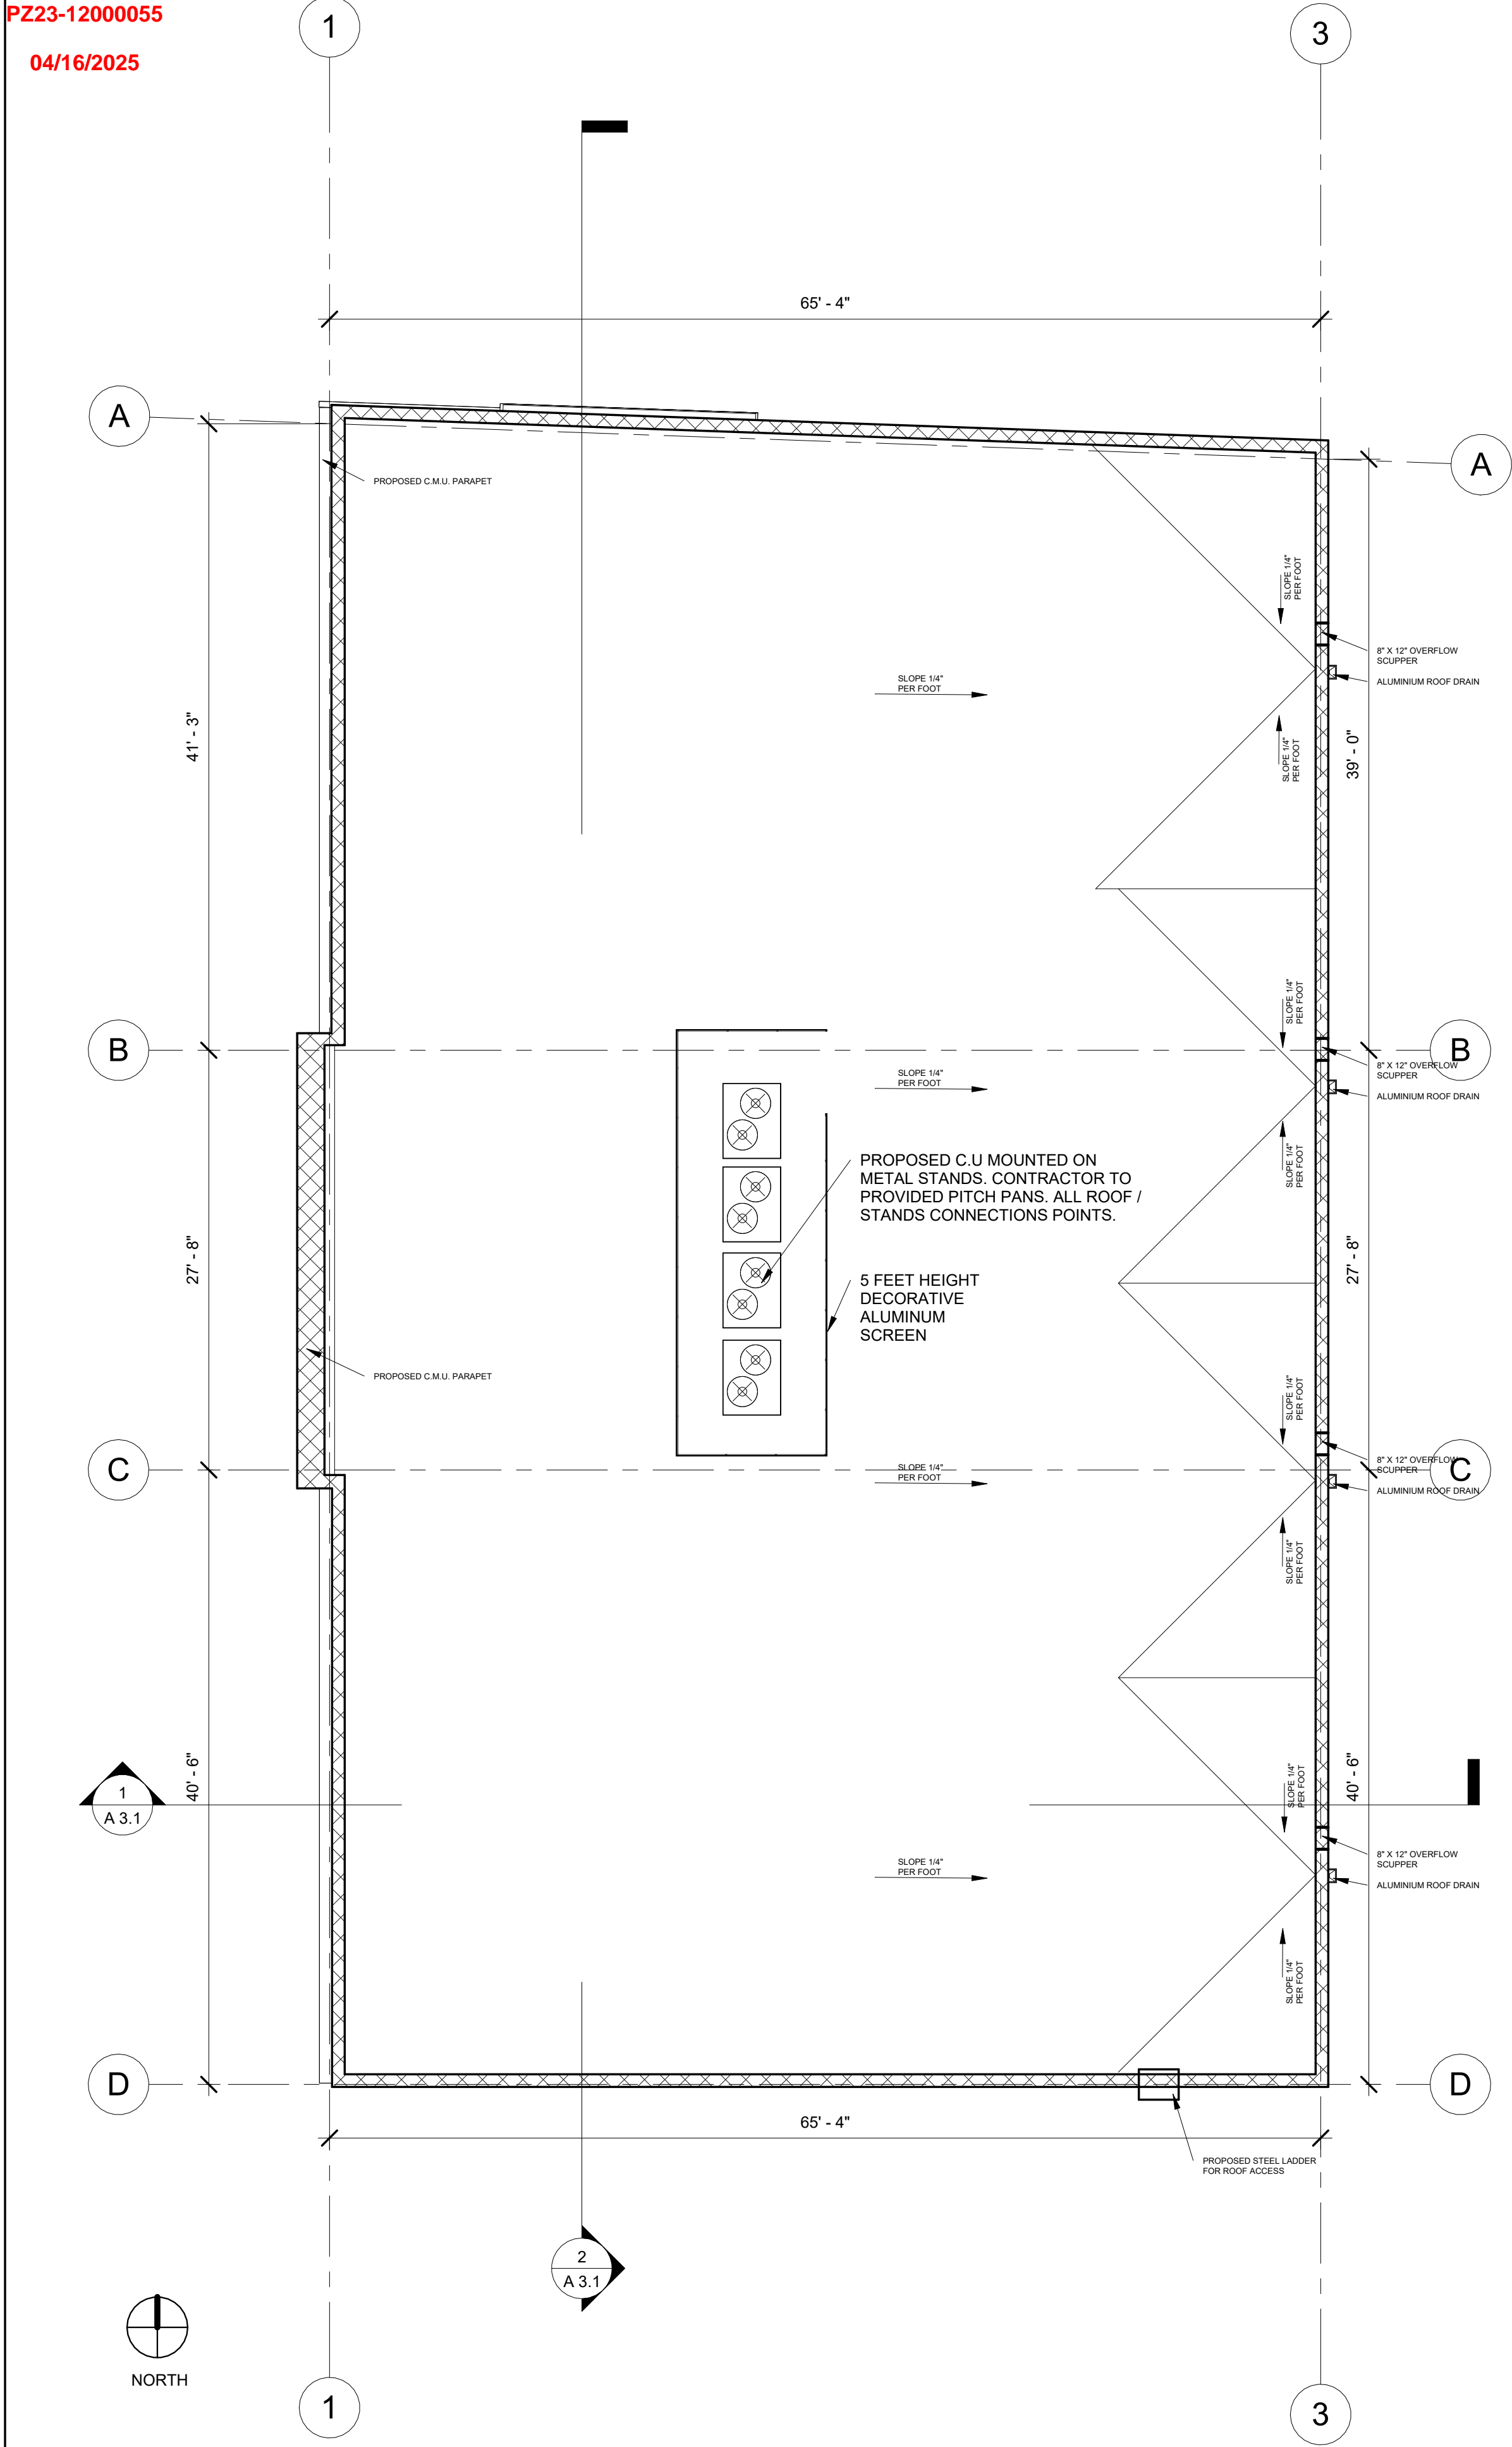 PZ23-12000055
04/16/2025
1
3
65' - 4"
A
A
PROPOSED C.M.U. PARAPET
SLOPE 1/4"
PER FOOT
8" X 12" OVERFLOW
SCUPPER
ALUMINIUM ROOF DRAIN
SLOPE 1/4"
PER FOOT
41' - 3"
39' - 0"
SLOPE 1/4"
PER FOOT
SLOPE 1/4"
PER FOOT
B
B
8" X 12" OVERFLOW
SCUPPER
ALUMINIUM ROOF DRAIN
SLOPE 1/4"
PER FOOT
SLOPE 1/4"
PER FOOT
PROPOSED C.U MOUNTED ON
METAL STANDS. CONTRACTOR TO
PROVIDED PITCH PANS. ALL ROOF /
STANDS CONNECTIONS POINTS.
27' - 8"
27' - 8"
5 FEET HEIGHT
DECORATIVE
ALUMINUM
SCREEN
PROPOSED C.M.U. PARAPET
SLOPE 1/4"
PER FOOT
C
C
8" X 12" OVERFLOW
SCUPPER
ALUMINIUM ROOF DRAIN
SLOPE 1/4"
PER FOOT
SLOPE 1/4"
PER FOOT
40' - 6"
40' - 6"
1
A 3.1
SLOPE 1/4"
PER FOOT
8" X 12" OVERFLOW
SCUPPER
ALUMINIUM ROOF DRAIN
SLOPE 1/4"
PER FOOT
SLOPE 1/4"
PER FOOT
D
D
65' - 4"
PROPOSED STEEL LADDER
FOR ROOF ACCESS
2
A 3.1
NORTH
1
3